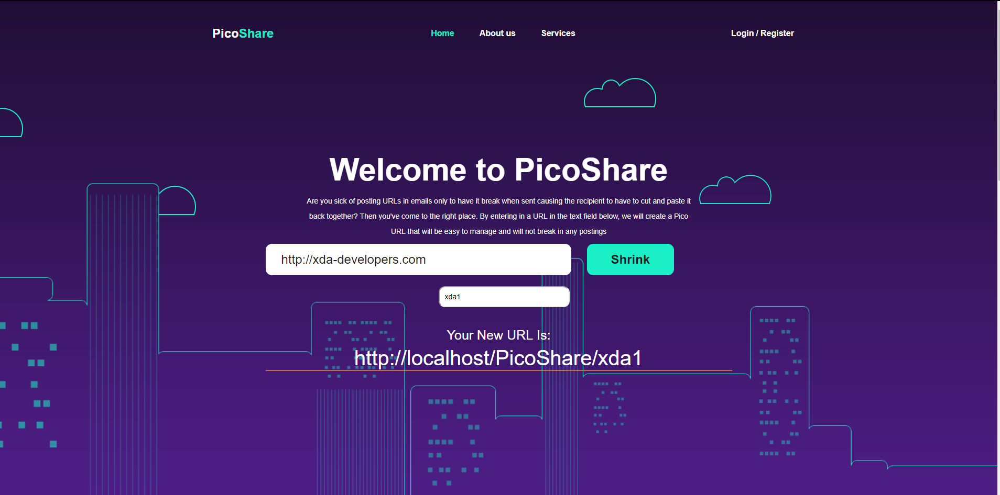 PicoShare
Home
About us
Services
Login / Register
Welcome to PicoShare
Are you sick of posting URLs in emails only to have it break when sent causing the recipient to have to cut and paste it
back together? Then you've come to the right place. By entering in a URL in the text field below, we will create a Pico
URL that will be easy to manage and will not break in any postings
http://xda-developers.com
Shrink
xda1
Your New URL Is:
http://localhost/PicoShare/xda1